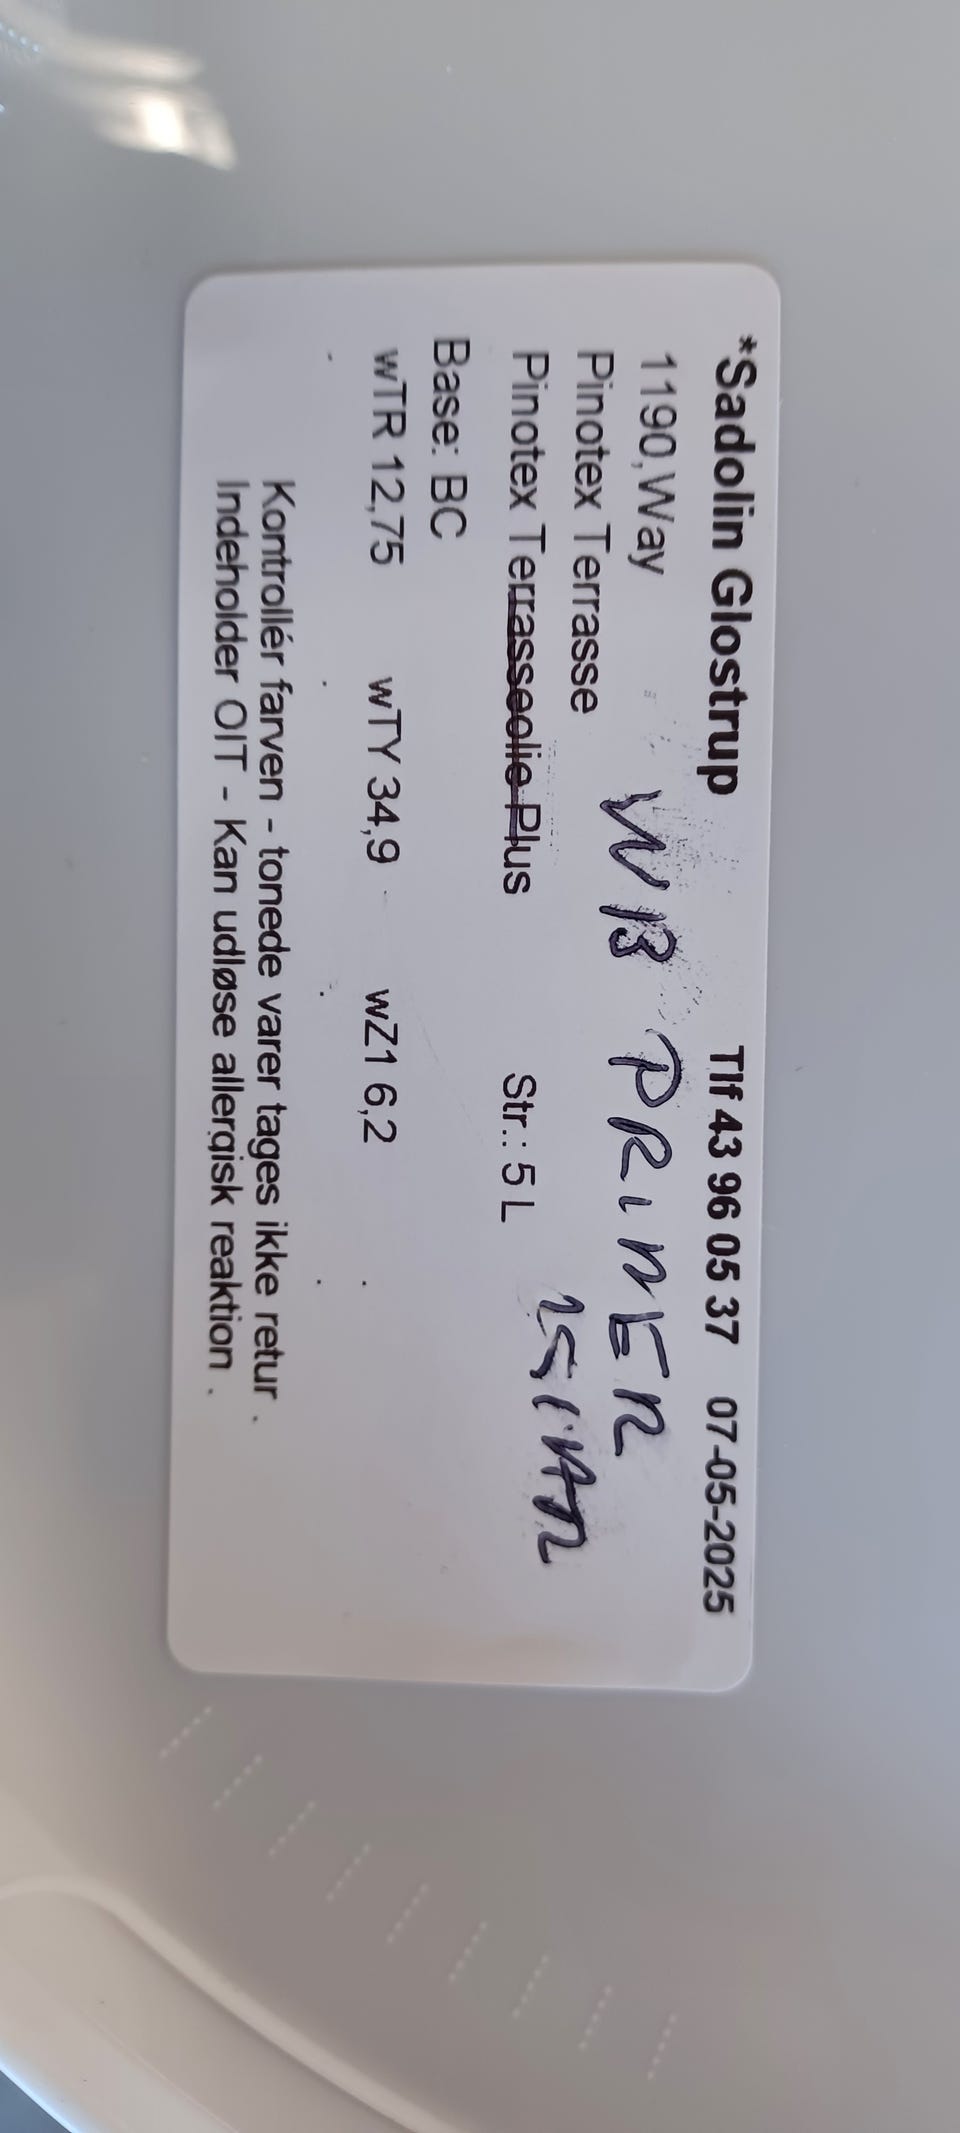 *Sadolin Glostrup Tlf 43 96 05 37 07-05-2025
1190,Way
Pinotex Terrasse WB PRIMER
Pinotex Terrasseolie Plus Str.: 5 L
Base: BC
wTR 12,75 wTY 34,9 wZ1 6,2
Kontrollér farven - tonede varer tages ikke retur .
Indeholder OIT - Kan udløse allergisk reaktion .